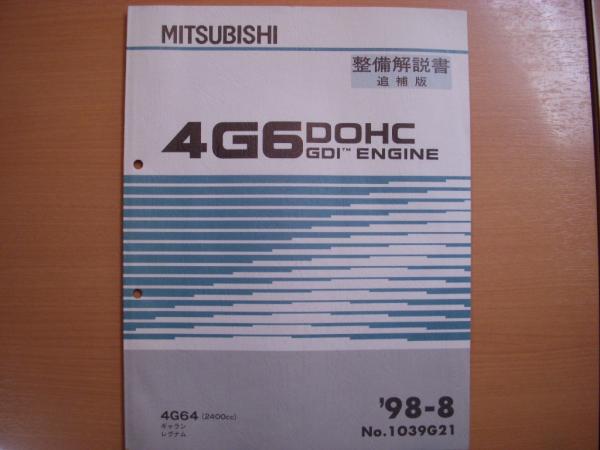 MITSUBISHI
整備解説書
追補版
4G6 DOHC
GDI™ ENGINE
4G64 (2400cc)
ギャラン
レグナム
'98-8
No.1039G21